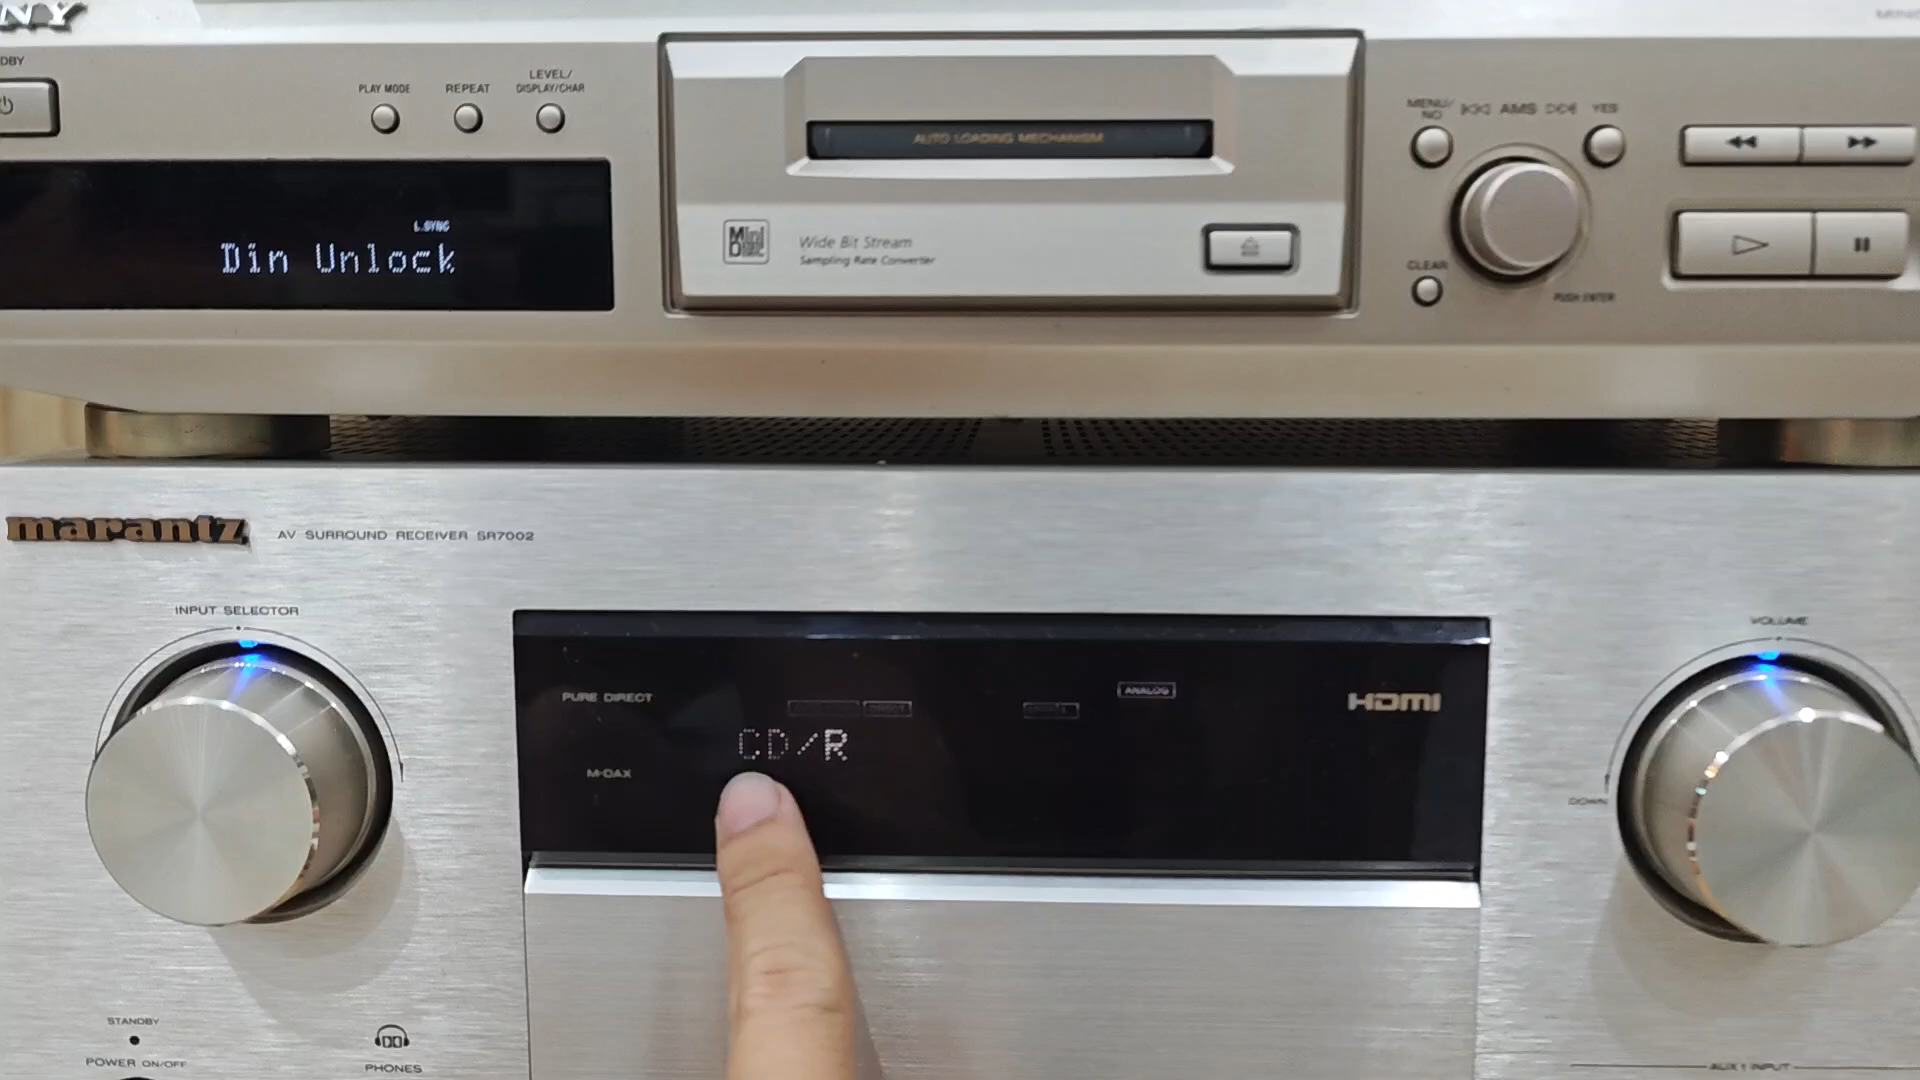 NY
DBY
PLAY MODE
REPEAT
LEVEL/
DISPLAY/CHAR
L.SYNC
Din Unlock
AUTO LOADING MECHANISM
Mini
Wide Bit Stream
Sampling Rate Converter
MENU/
NO
AMS
YES
CLEAR
PUSH ENTER
marantz
AV SURROUND RECEIVER SR7002
INPUT SELECTOR
PURE DIRECT
ANALOG
HDMI
CD/R
M-DAX
VOLUME
DOWN
STANDBY
POWER ON/OFF
PHONES
AUX 1 INPUT